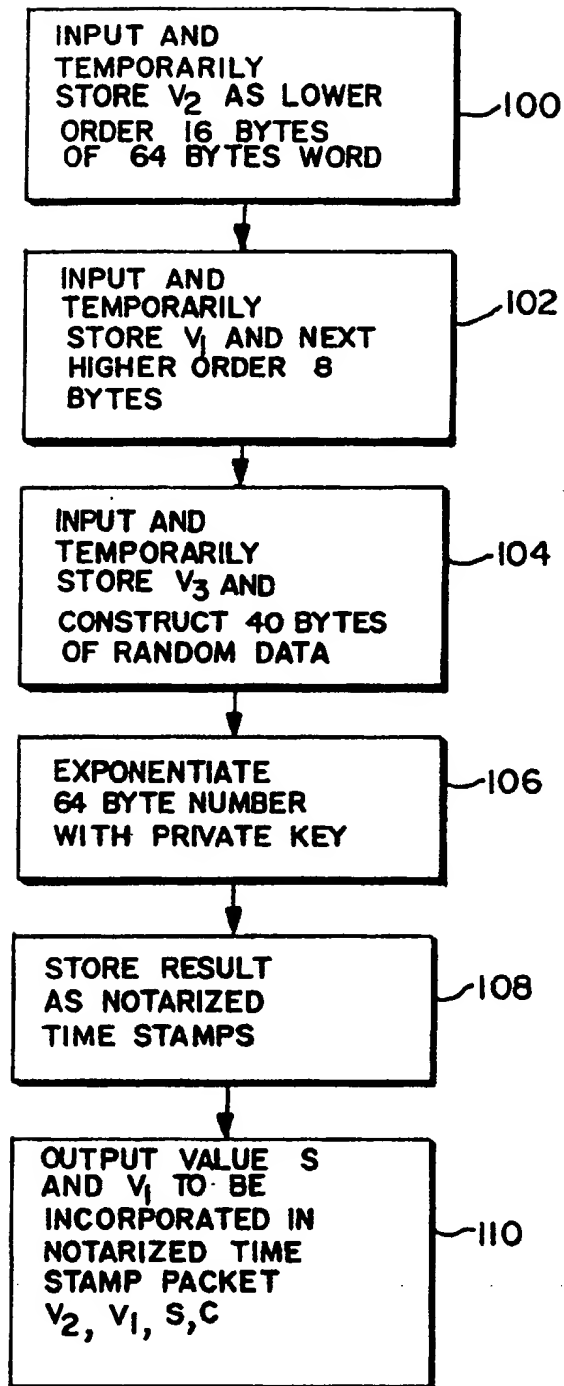 INPUT AND
TEMPORARILY
STORE V₂ AS LOWER
ORDER 16 BYTES
OF 64 BYTES WORD
100
INPUT AND
TEMPORARILY
STORE V₁ AND NEXT
HIGHER ORDER 8
BYTES
102
INPUT AND
TEMPORARILY
STORE V₃ AND
CONSTRUCT 40 BYTES
OF RANDOM DATA
104
EXPONENTIATE
64 BYTE NUMBER
WITH PRIVATE KEY
106
STORE RESULT
AS NOTARIZED
TIME STAMPS
108
OUTPUT VALUE S
AND V₁ TO BE
INCORPORATED IN
NOTARIZED TIME
STAMP PACKET
V₂, V₁, S, C
110